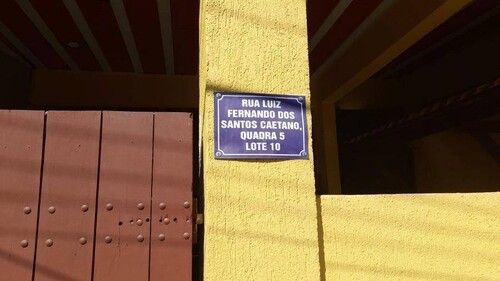 RUA LUIZ
FERNANDO DOS
SANTOS CAETANO,
QUADRA 5
LOTE 10